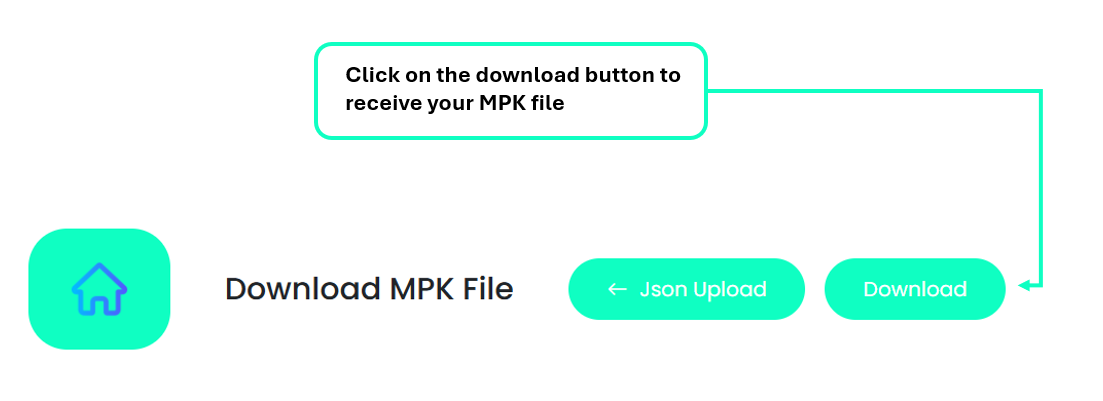 Click on the download button to
receive your MPK file
Download MPK File
← Json Upload
Download